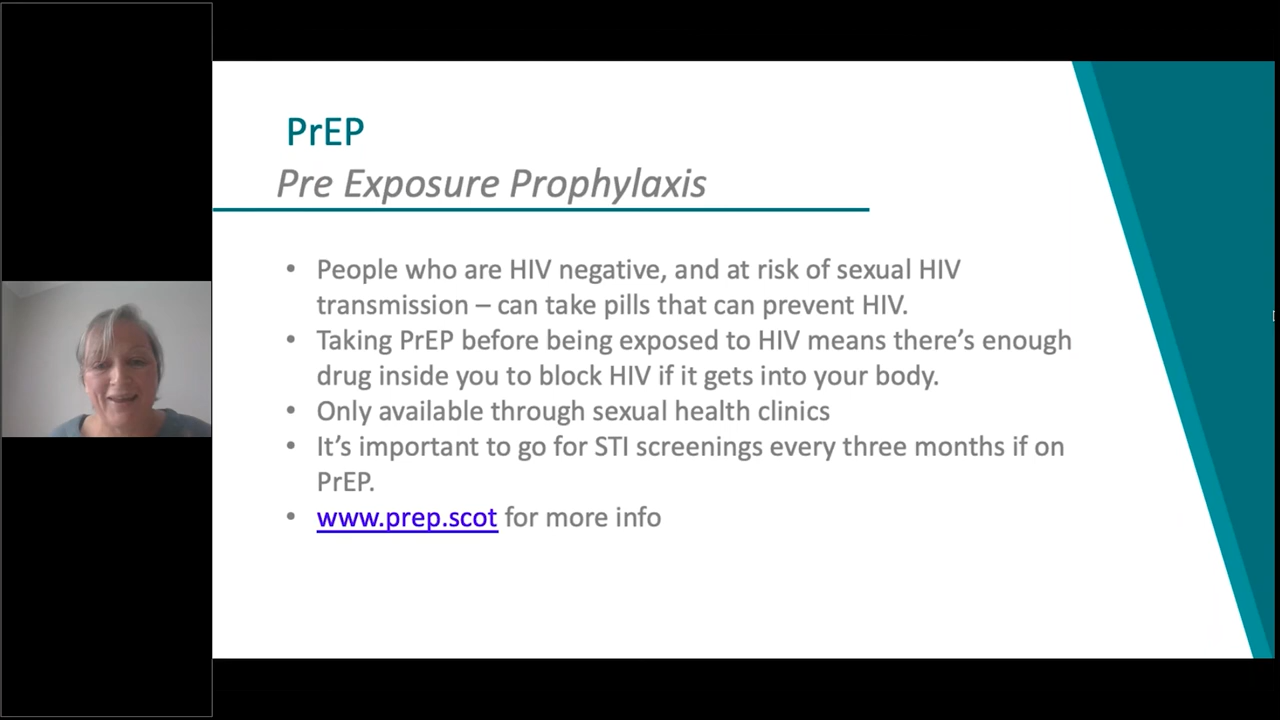 PrEP
Pre Exposure Prophylaxis
• People who are HIV negative, and at risk of sexual HIV
transmission – can take pills that can prevent HIV.
• Taking PrEP before being exposed to HIV means there’s enough
drug inside you to block HIV if it gets into your body.
• Only available through sexual health clinics
• It’s important to go for STI screenings every three months if on
PrEP.
• www.prep.scot for more info